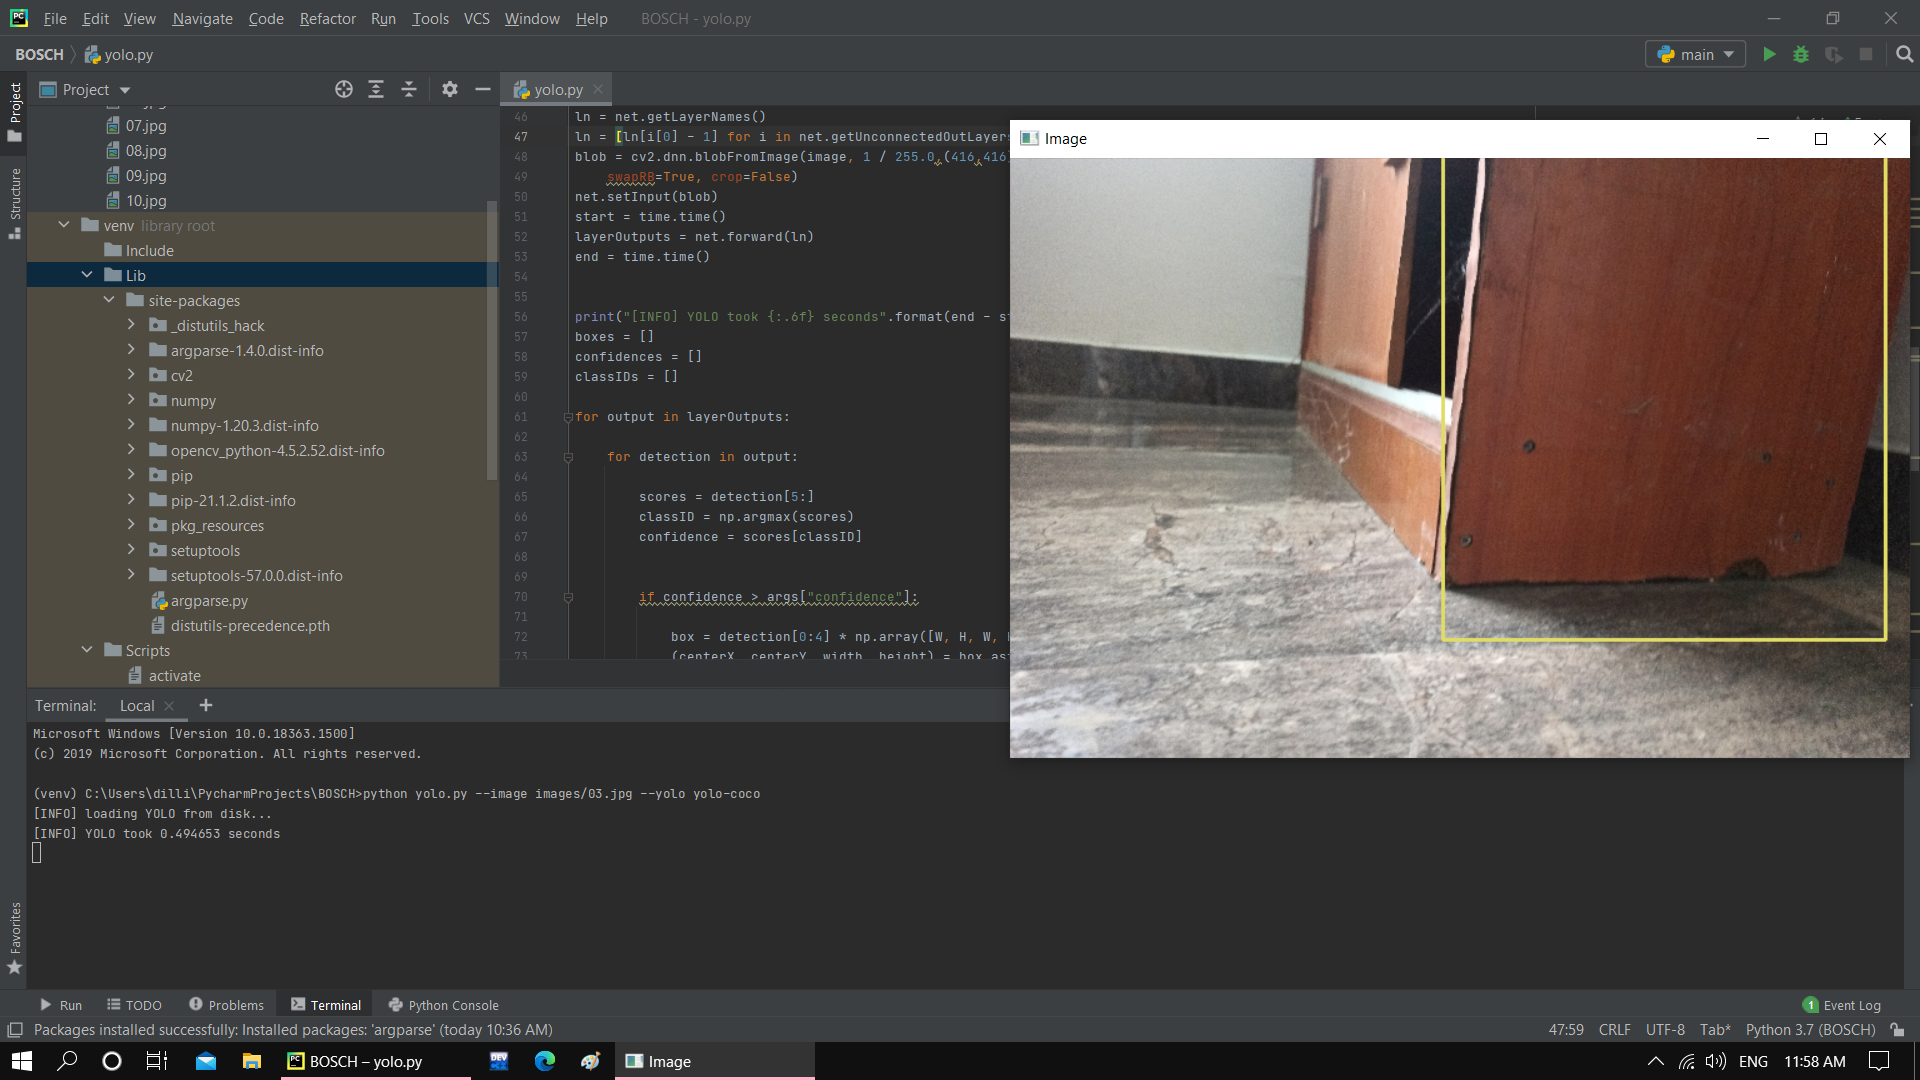 File Edit View Navigate Code Refactor Run Tools VCS Window Help BOSCH - yolo.py
BOSCH yolo.py
main
Project
yolo.py
Project
Structure
Favorites
07.jpg
08.jpg
09.jpg
10.jpg
venv library root
Include
Lib
site-packages
_distutils_hack
argparse-1.4.0.dist-info
cv2
numpy
numpy-1.20.3.dist-info
opencv_python-4.5.2.52.dist-info
pip
pip-21.1.2.dist-info
pkg_resources
setuptools
setuptools-57.0.0.dist-info
argparse.py
distutils-precedence.pth
Scripts
activate
46 ln = net.getLayerNames()
47 ln = [ln[i[0] - 1] for i in net.getUnconnectedOutLayers
48 blob = cv2.dnn.blobFromImage(image, 1 / 255.0,(416,416
49 swapRB=True, crop=False)
50 net.setInput(blob)
51 start = time.time()
52 layerOutputs = net.forward(ln)
53 end = time.time()
54
55
56 print("[INFO] YOLO took {:.6f} seconds".format(end - st
57 boxes = []
58 confidences = []
59 classIDs = []
60
61 for output in layerOutputs:
62
63 for detection in output:
64
65 scores = detection[5:]
66 classID = np.argmax(scores)
67 confidence = scores[classID]
68
69
70 if confidence > args["confidence"]:
71
72 box = detection[0:4] * np.array([W, H, W,
73 (centerX, centerY, width, height) = box.as
Image
Terminal: Local
Microsoft Windows [Version 10.0.18363.1500]
(c) 2019 Microsoft Corporation. All rights reserved.
(venv) C:\Users\dilli\PycharmProjects\BOSCH>python yolo.py --image images/03.jpg --yolo yolo-coco
[INFO] loading YOLO from disk...
[INFO] YOLO took 0.494653 seconds
Run TODO Problems Terminal Python Console 1 Event Log
Packages installed successfully: Installed packages: 'argparse' (today 10:36 AM) 47:59 CRLF UTF-8 Tab* Python 3.7 (BOSCH)
BOSCH – yolo.py DEV Image ENG 11:58 AM